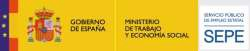 GOBIERNO
DE ESPAÑA
MINISTERIO
DE TRABAJO
Y ECONOMÍA SOCIAL
SERVICIO PÚBLICO
DE EMPLEO ESTATAL
SEPE